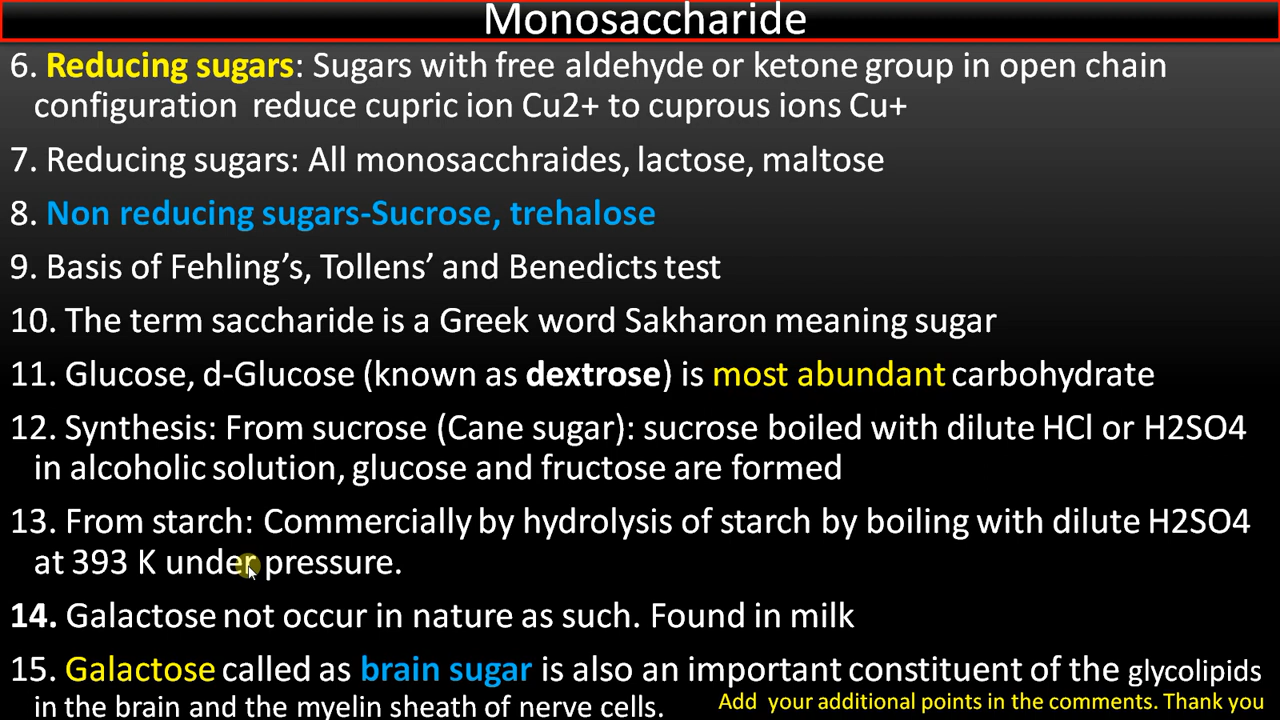 Monosaccharide
6. Reducing sugars: Sugars with free aldehyde or ketone group in open chain
configuration reduce cupric ion Cu2+ to cuprous ions Cu+
7. Reducing sugars: All monosacchraides, lactose, maltose
8. Non reducing sugars-Sucrose, trehalose
9. Basis of Fehling’s, Tollens’ and Benedicts test
10. The term saccharide is a Greek word Sakharon meaning sugar
11. Glucose, d-Glucose (known as dextrose) is most abundant carbohydrate
12. Synthesis: From sucrose (Cane sugar): sucrose boiled with dilute HCl or H2SO4
in alcoholic solution, glucose and fructose are formed
13. From starch: Commercially by hydrolysis of starch by boiling with dilute H2SO4
at 393 K under pressure.
14. Galactose not occur in nature as such. Found in milk
15. Galactose called as brain sugar is also an important constituent of the glycolipids
in the brain and the myelin sheath of nerve cells.
Add your additional points in the comments. Thank you